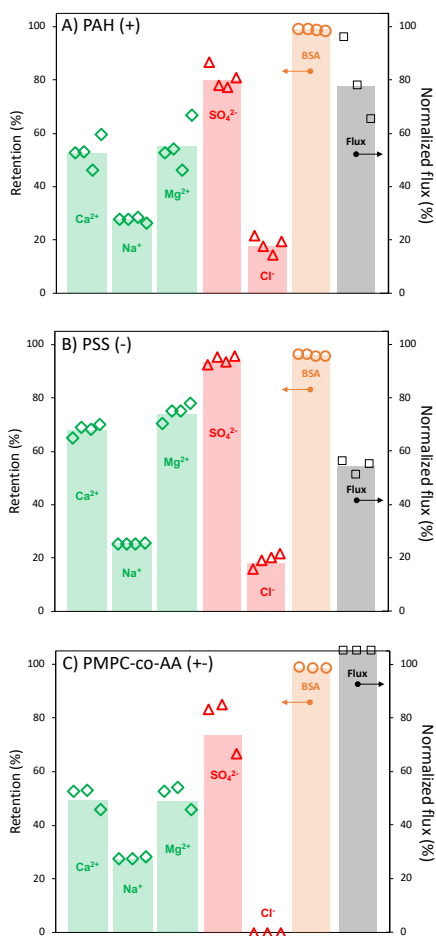 A) PAH (+)
Retention (%)
100
80
60
40
20
0
Ca²⁺
Na⁺
Mg²⁺
SO₄²⁻
Cl⁻
BSA
Flux
100
80
60
40
20
0
Normalized flux (%)
B) PSS (-)
Retention (%)
100
80
60
40
20
0
Ca²⁺
Na⁺
Mg²⁺
SO₄²⁻
Cl⁻
BSA
Flux
100
80
60
40
20
0
Normalized flux (%)
C) PMPC-co-AA (+-)
Retention (%)
100
80
60
40
20
0
Ca²⁺
Na⁺
Mg²⁺
SO₄²⁻
Cl⁻
BSA
Flux
100
80
60
40
20
0
Normalized flux (%)